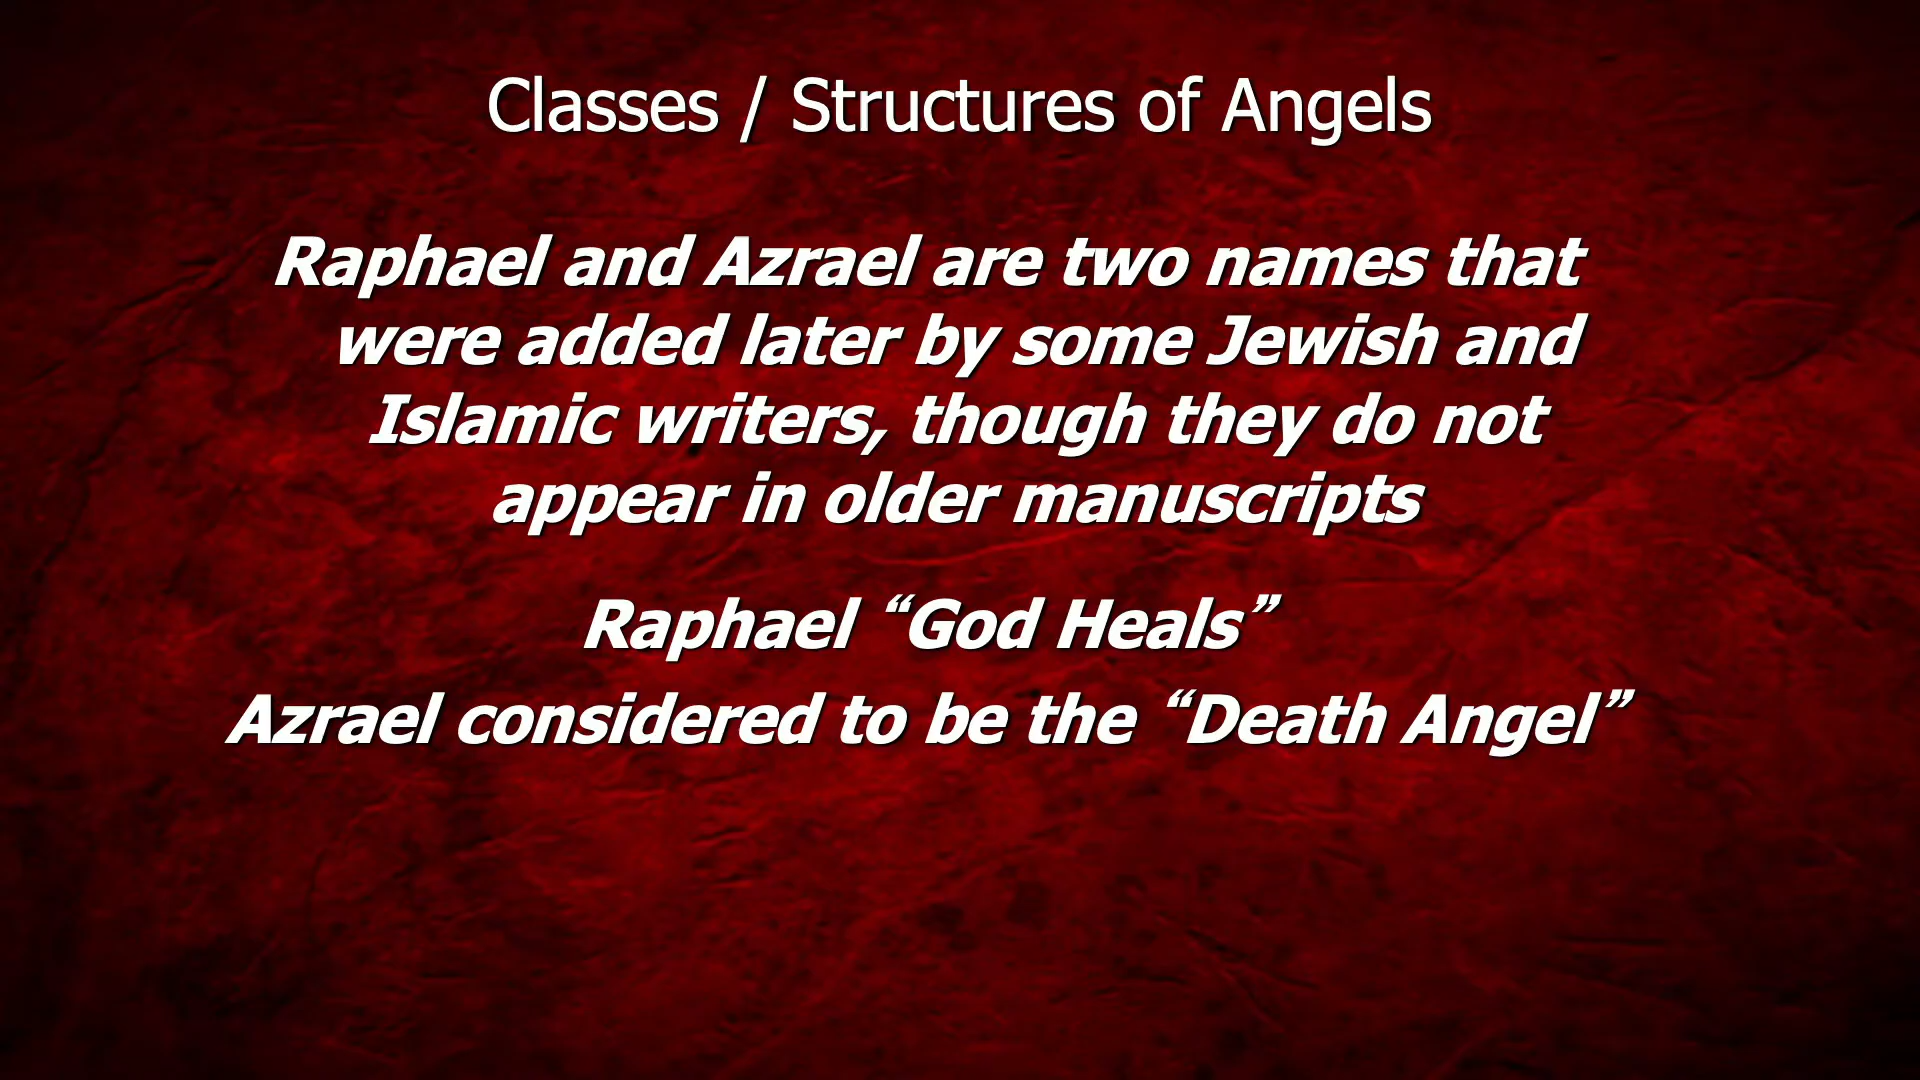 Classes / Structures of Angels
Raphael and Azrael are two names that
were added later by some Jewish and
Islamic writers, though they do not
appear in older manuscripts
Raphael “God Heals”
Azrael considered to be the “Death Angel”